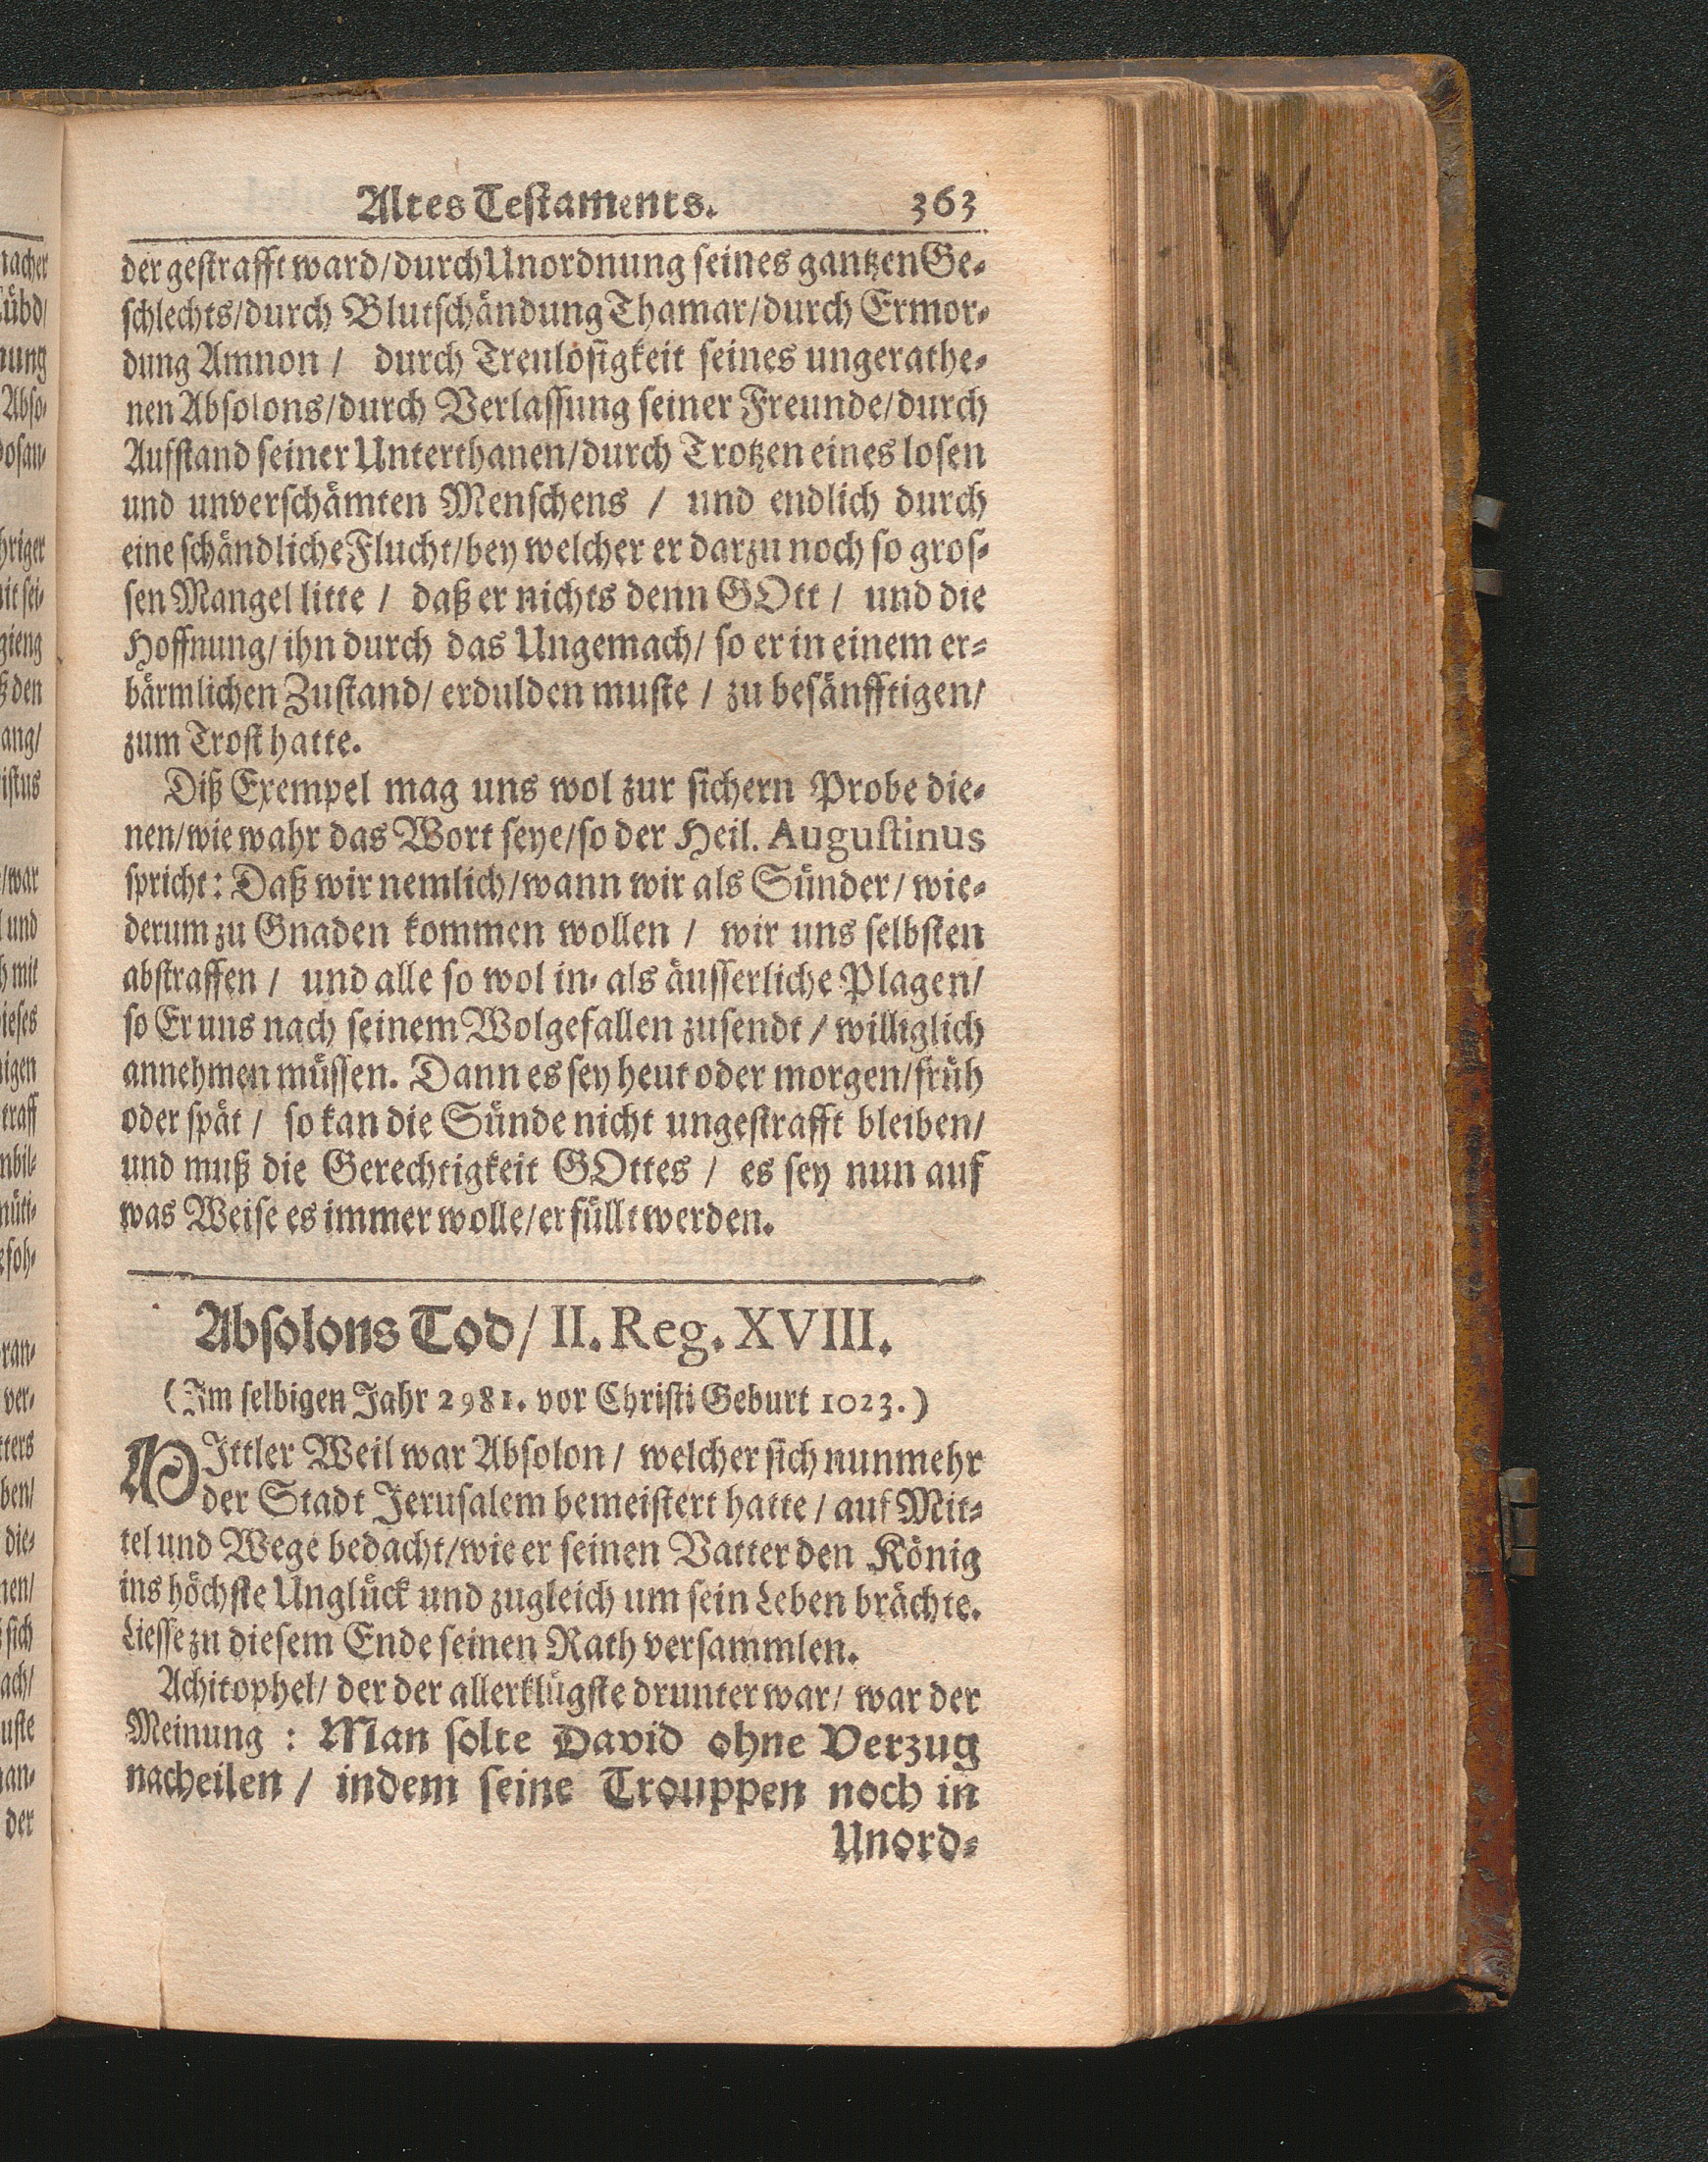 Altes Testaments. 363
der gestrafft ward/durch Unordnung seines gantzen Ge-
schlechts/durch Blutschändung Thamar/durch Ermor-
dung Amnon / durch Treulosigkeit seines ungerathe-
nen Absolons/durch Verlassung seiner Freunde/durch
Aufstand seiner Unterthanen/durch Trotzen eines losen
und unverschämten Menschens / und endlich durch
eine schändliche Flucht/bey welcher er darzu noch so gros-
sen Mangel litte / daß er nichts denn GOtt / und die
Hoffnung/ ihn durch das Ungemach/ so er in einem er-
bärmlichen Zustand/ erdulden muste / zu besänfftigen/
zum Trost hatte.
Diß Exempel mag uns wol zur sichern Probe die-
nen/wie wahr das Wort seye/so der Heil. Augustinus
spricht: Daß wir nemlich/wann wir als Sünder/ wie-
derum zu Gnaden kommen wollen / wir uns selbsten
abstraffen / und alle so wol in- als äusserliche Plagen/
so Er uns nach seinem Wolgefallen zusendt / williglich
annehmen müssen. Dann es sey heut oder morgen/früh
oder spät / so kan die Sünde nicht ungestrafft bleiben/
und muß die Gerechtigkeit GOttes / es sey nun auf
was Weise es immer wolle/erfüllt werden.
Absolons Tod/ II. Reg. XVIII.
(Im selbigen Jahr 2981. vor Christi Geburt 1023.)
MIttler Weil war Absolon / welcher sich nunmehr
der Stadt Jerusalem bemeistert hatte / auf Mit-
tel und Wege bedacht/wie er seinen Vatter den König
ins höchste Unglück und zugleich um sein Leben brächte.
Liesse zu diesem Ende seinen Rath versammlen.
Achitophel/ der der allerklügste drunter war/ war der
Meinung : Man solte David ohne Verzug
nacheilen / indem seine Trouppen noch in
Unord-